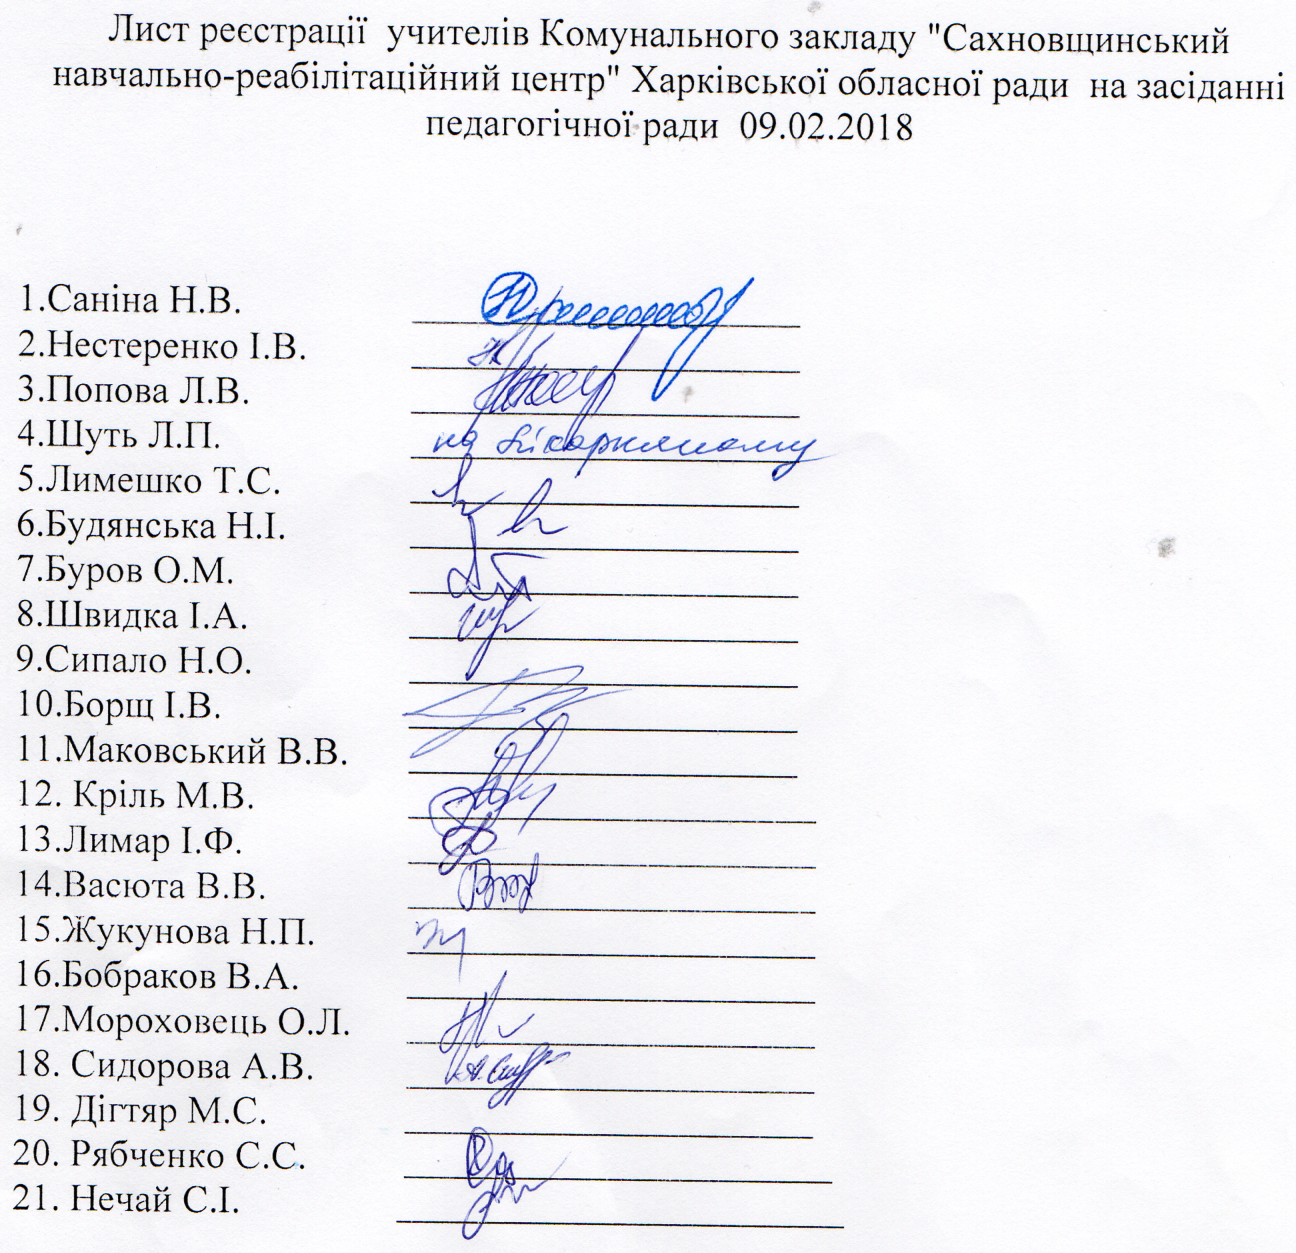 Лист реєстрації учителів Комунального закладу "Сахновщинський
навчально-реабілітаційний центр" Харківської обласної ради на засіданні
педагогічної ради 09.02.2018
1.Саніна Н.В.
2.Нестеренко І.В.
3.Попова Л.В.
4.Шуть Л.П. на лікарняному
5.Лимешко Т.С.
6.Будянська Н.І.
7.Буров О.М.
8.Швидка І.А.
9.Сипало Н.О.
10.Борщ І.В.
11.Маковський В.В.
12. Кріль М.В.
13.Лимар І.Ф.
14.Васюта В.В.
15.Жукунова Н.П.
16.Бобраков В.А.
17.Мороховець О.Л.
18. Сидорова А.В.
19. Дігтяр М.С.
20. Рябченко С.С.
21. Нечай С.І.